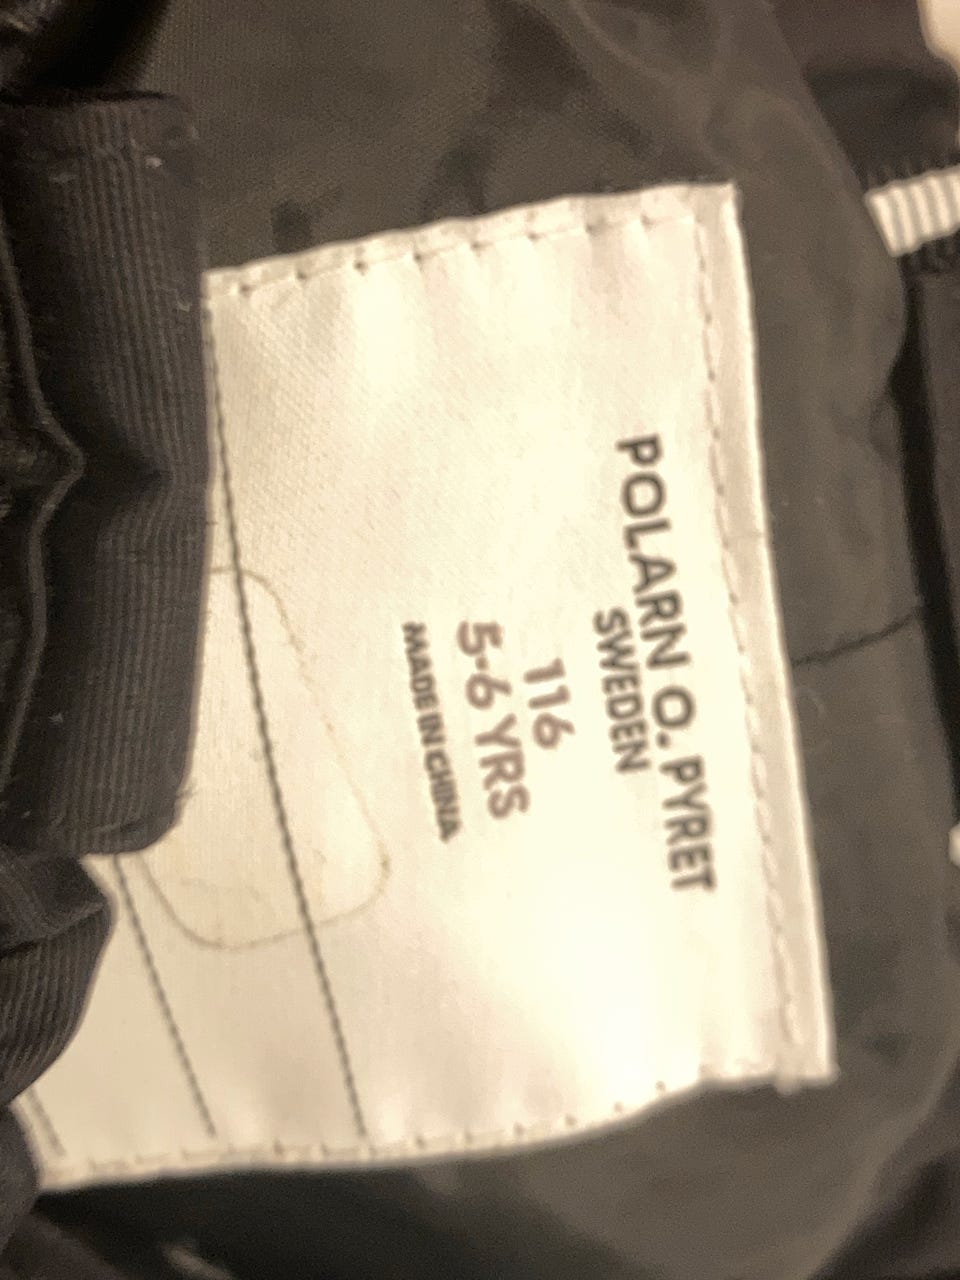 POLARN O. PYRET
SWEDEN
116
5-6 YRS
MADE IN CHINA